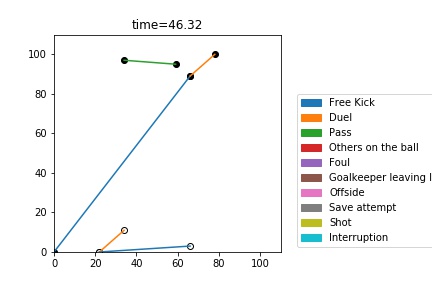 time=46.32
100
80
60
40
20
0
0 20 40 60 80 100
Free Kick
Duel
Pass
Others on the ball
Foul
Goalkeeper leaving l
Offside
Save attempt
Shot
Interruption